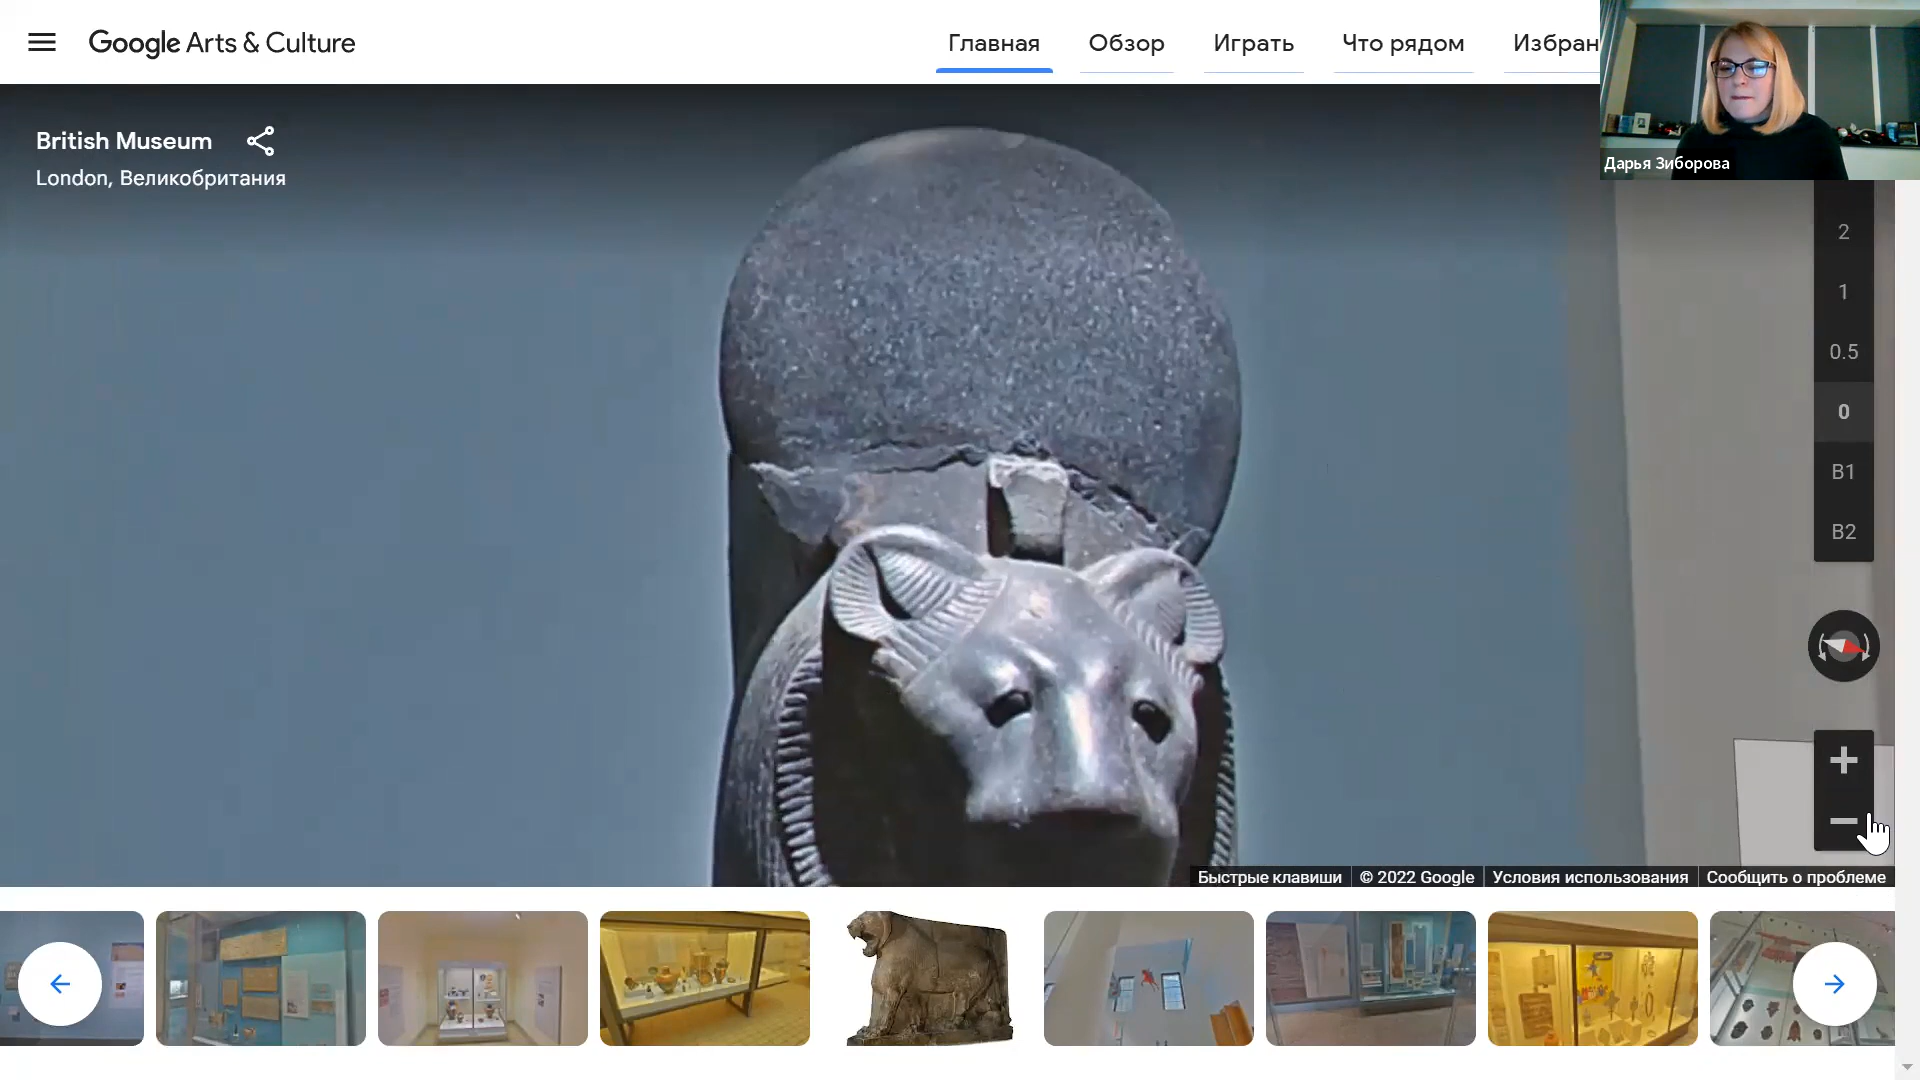 Google Arts & Culture
Главная
Обзор
Играть
Что рядом
Избран
Дарья Зиборова
British Museum
London, Великобритания
2
1
0.5
0
B1
B2
Быстрые клавиши
© 2022 Google
Условия использования
Сообщить о проблеме